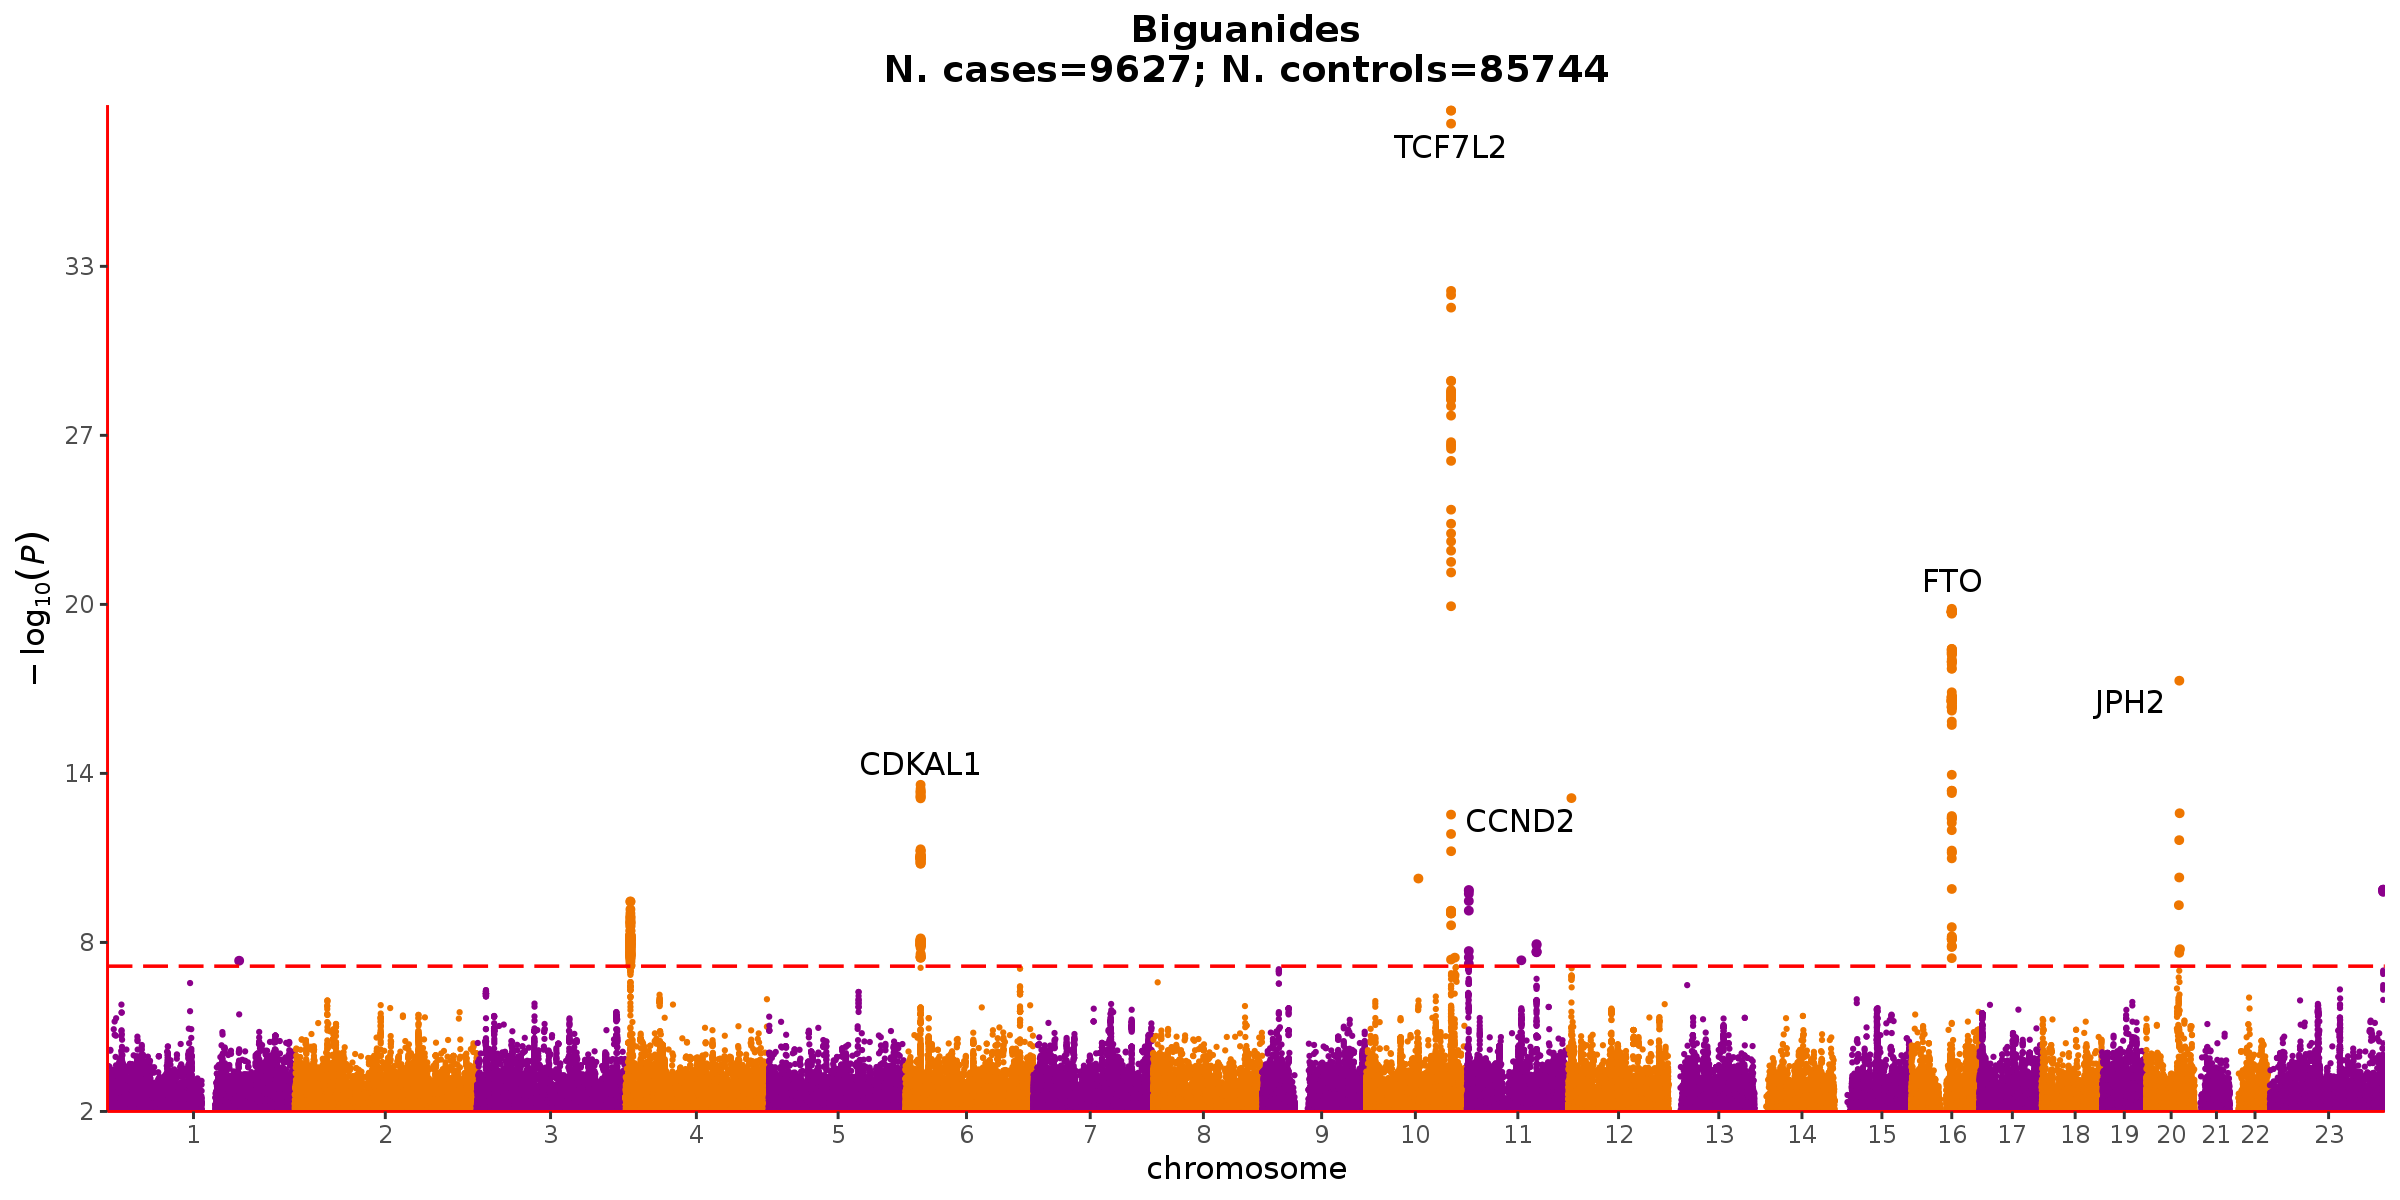 Biguanides
N. cases=9627; N. controls=85744
TCF7L2
33
27
−log10(P)
20
FTO
JPH2
14
CDKAL1
CCND2
8
2
1 2 3 4 5 6 7 8 9 10 11 12 13 14 15 16 17 18 19 20 21 22 23
chromosome